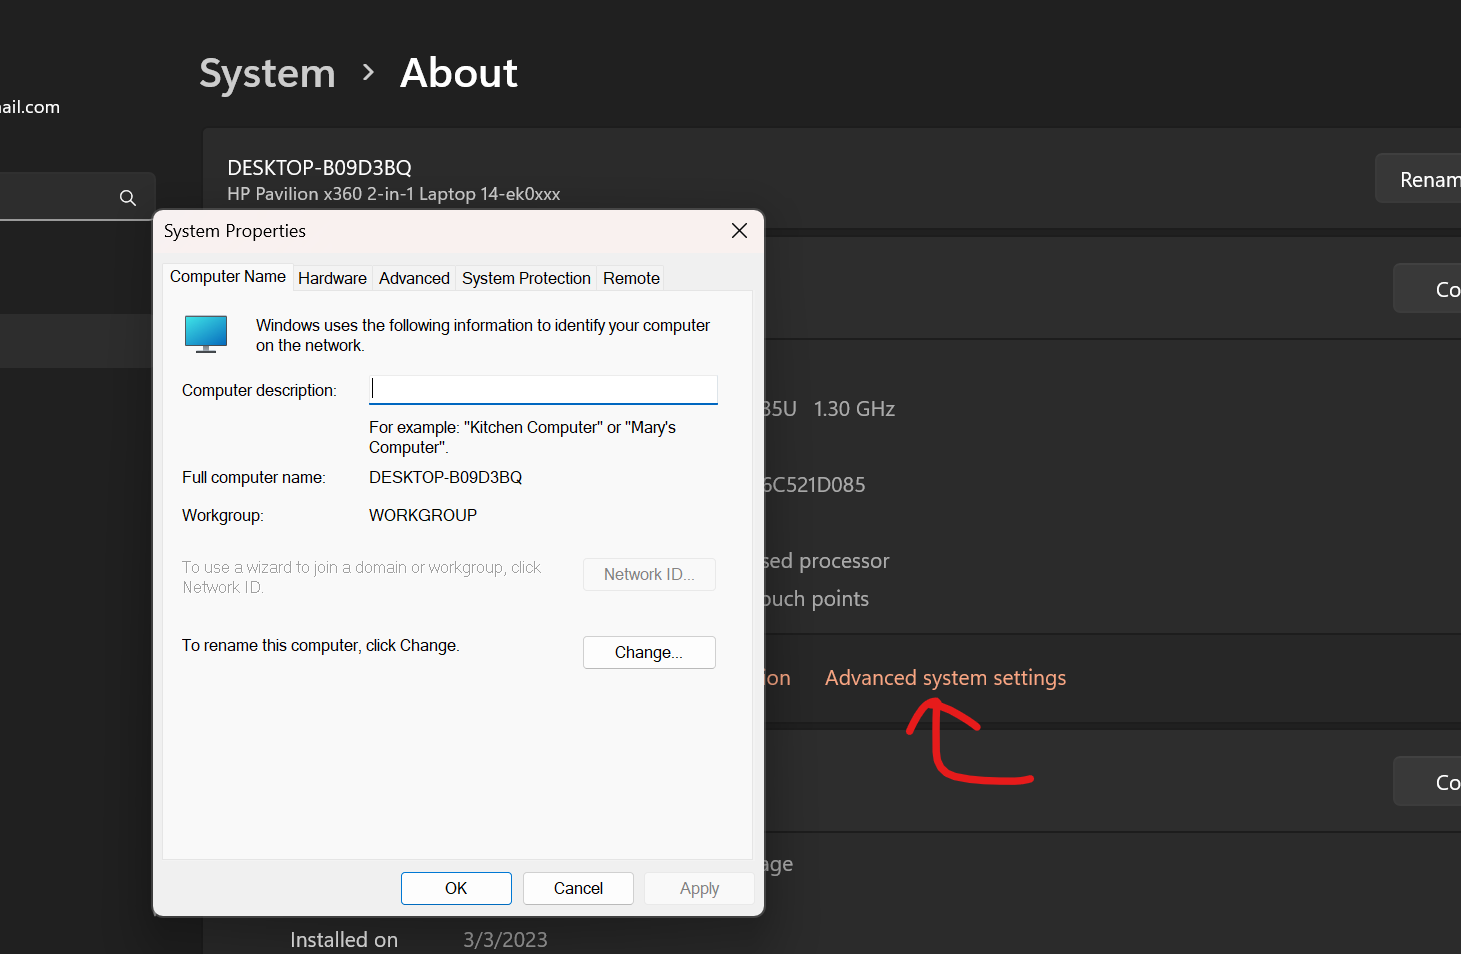 System > About
ail.com
DESKTOP-B09D3BQ
HP Pavilion x360 2-in-1 Laptop 14-ek0xxx
Renam
System Properties
Computer Name Hardware Advanced System Protection Remote
Windows uses the following information to identify your computer
on the network.
Computer description:
For example: "Kitchen Computer" or "Mary's
Computer".
Full computer name: DESKTOP-B09D3BQ
Workgroup: WORKGROUP
To use a wizard to join a domain or workgroup, click
Network ID.
Network ID...
To rename this computer, click Change.
Change...
OK Cancel Apply
Co
35U 1.30 GHz
6C521D085
sed processor
ouch points
ion Advanced system settings
Co
age
Installed on 3/3/2023